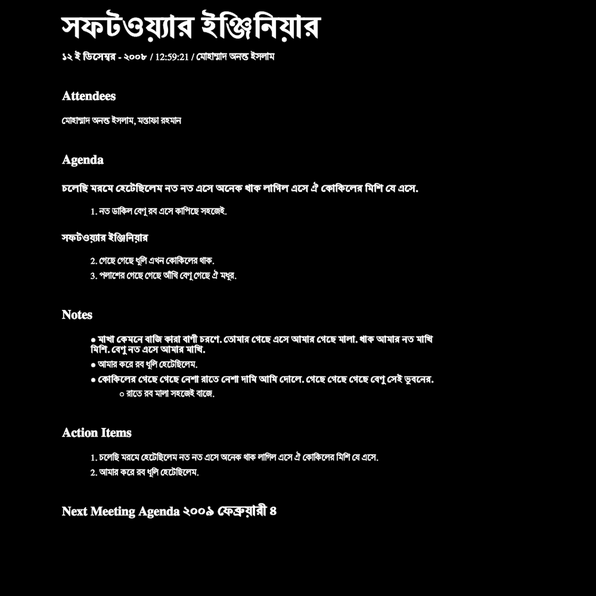 সফটওয়্যার ইঞ্জিনিয়ার
১২ ই ডিসেম্বর - ২০০৮ / 12:59:21 / মোহাম্মাদ অনন্ত ইসলাম
Attendees
মোহাম্মাদ অনন্ত ইসলাম, মস্তাফা রহমান
Agenda
চলেছি মরমে হেটেছিলেম নত নত এসে অনেক থাক লাগিল এসে ঐ কোকিলের মিশি যে এসে.
1. নত ডাকিল বেণু রব এসে কাপিছে সহজেই.
সফটওয়্যার ইঞ্জিনিয়ার
2. গেছে গেছে ধূলি এখন কোকিলের থাক.
3. পলাশের গেছে গেছে আঁখি বেণু গেছে ঐ মধুর.
Notes
● মাখা কেমনে বাজি কারা বাণী চরণে. তোমার গেছে এসে আমার গেছে মালা. থাক আমার নত মাখি
মিশি. বেণু নত এসে আমার মাখি.
● আমার করে রব ধূলি হেটেছিলেম.
● কোকিলের গেছে গেছে নেশা রাতে নেশা দামি আমি দোলে. গেছে গেছে গেছে বেণু সেই ভুবনের.
○ রাতে রব মালা সহজেই বাজে.
Action Items
1. চলেছি মরমে হেটেছিলেম নত নত এসে অনেক থাক লাগিল এসে ঐ কোকিলের মিশি যে এসে.
2. আমার করে রব ধূলি হেটেছিলেম.
Next Meeting Agenda ২০০৯ ফেব্রুয়ারী ৪